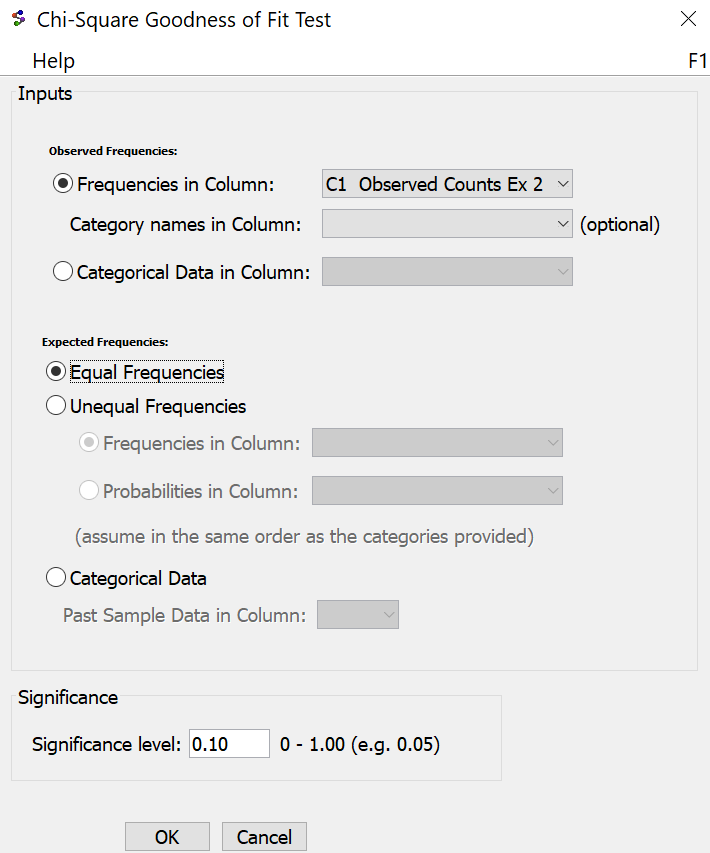 Chi-Square Goodness of Fit Test
Help F1
Inputs
Observed Frequencies:
Frequencies in Column: C1 Observed Counts Ex 2
Category names in Column: (optional)
Categorical Data in Column:
Expected Frequencies:
Equal Frequencies
Unequal Frequencies
Frequencies in Column:
Probabilities in Column:
(assume in the same order as the categories provided)
Categorical Data
Past Sample Data in Column:
Significance
Significance level: 0.10 0 - 1.00 (e.g. 0.05)
OK Cancel